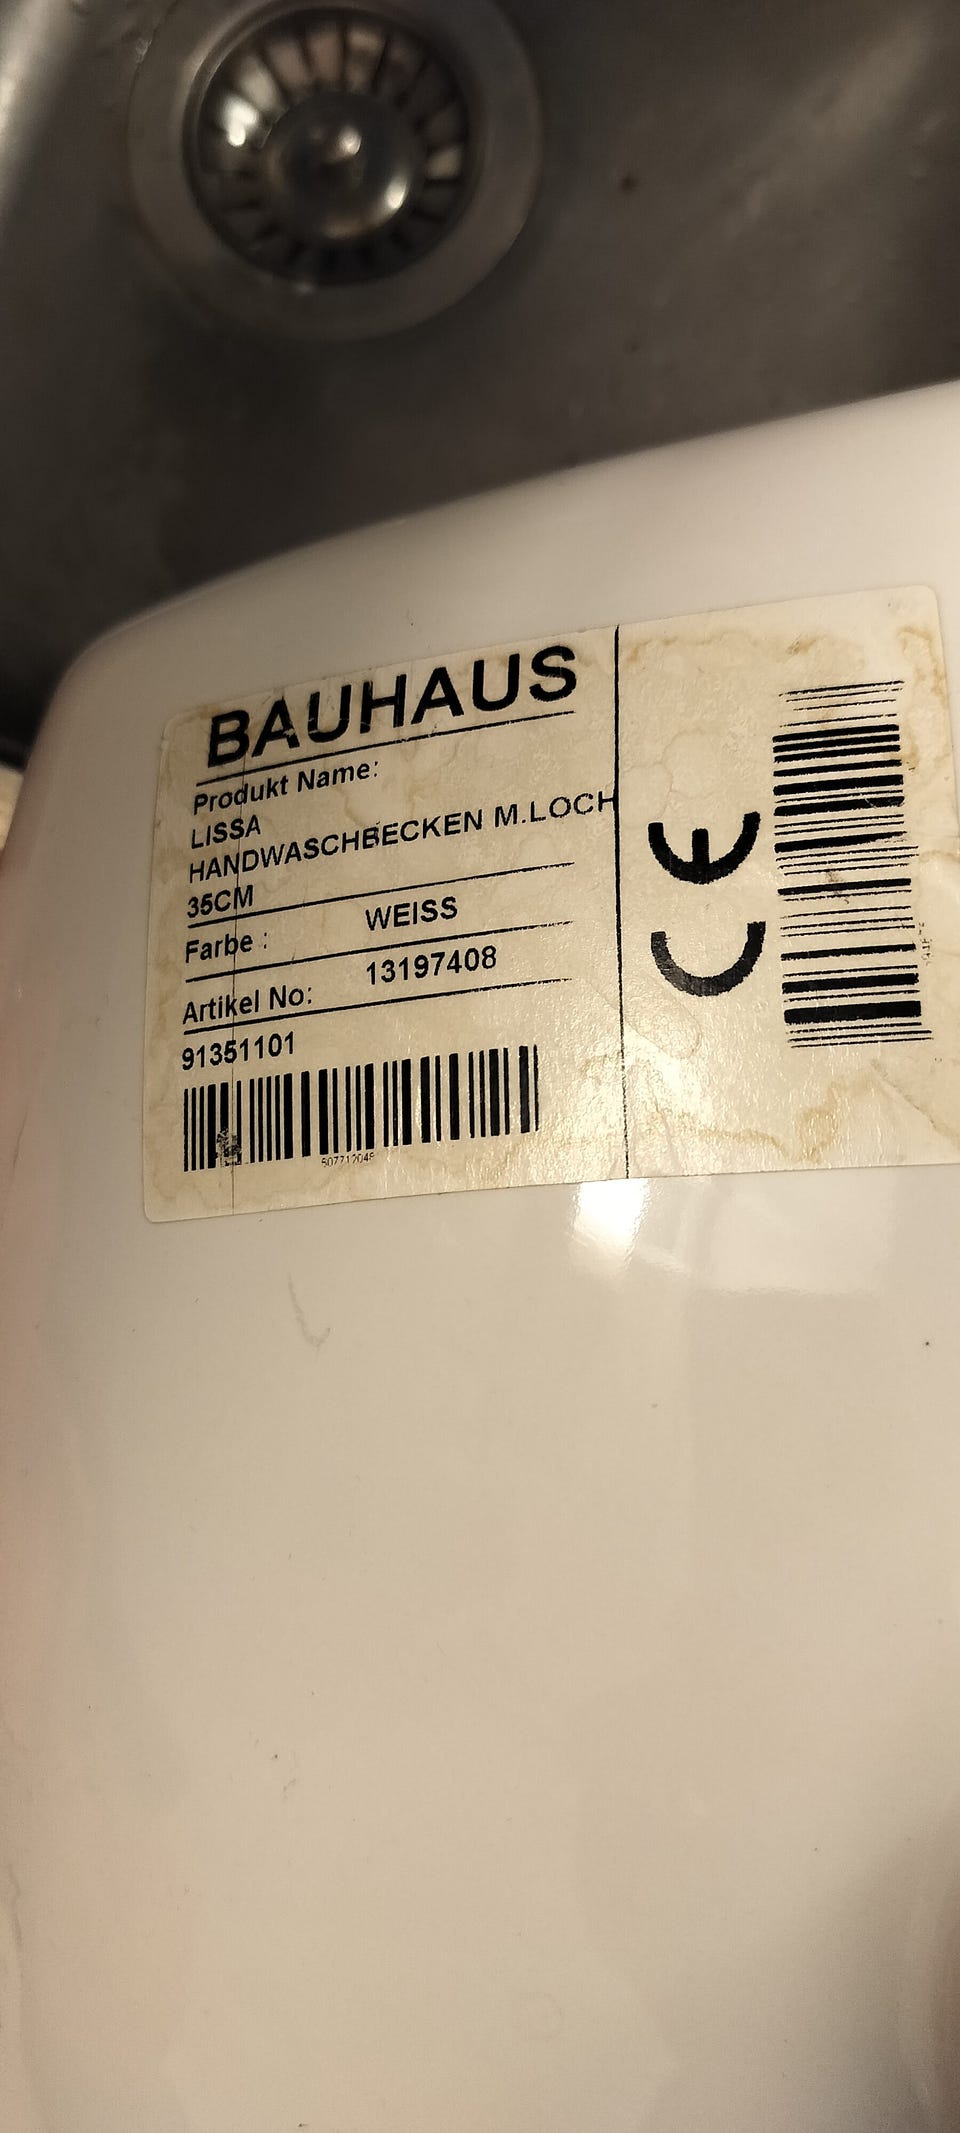 BAUHAUS
Produkt Name:
LISSA
HANDWASCHBECKEN M.LOCH
35CM
Farbe : WEISS
Artikel No: 13197408
91351101
CE